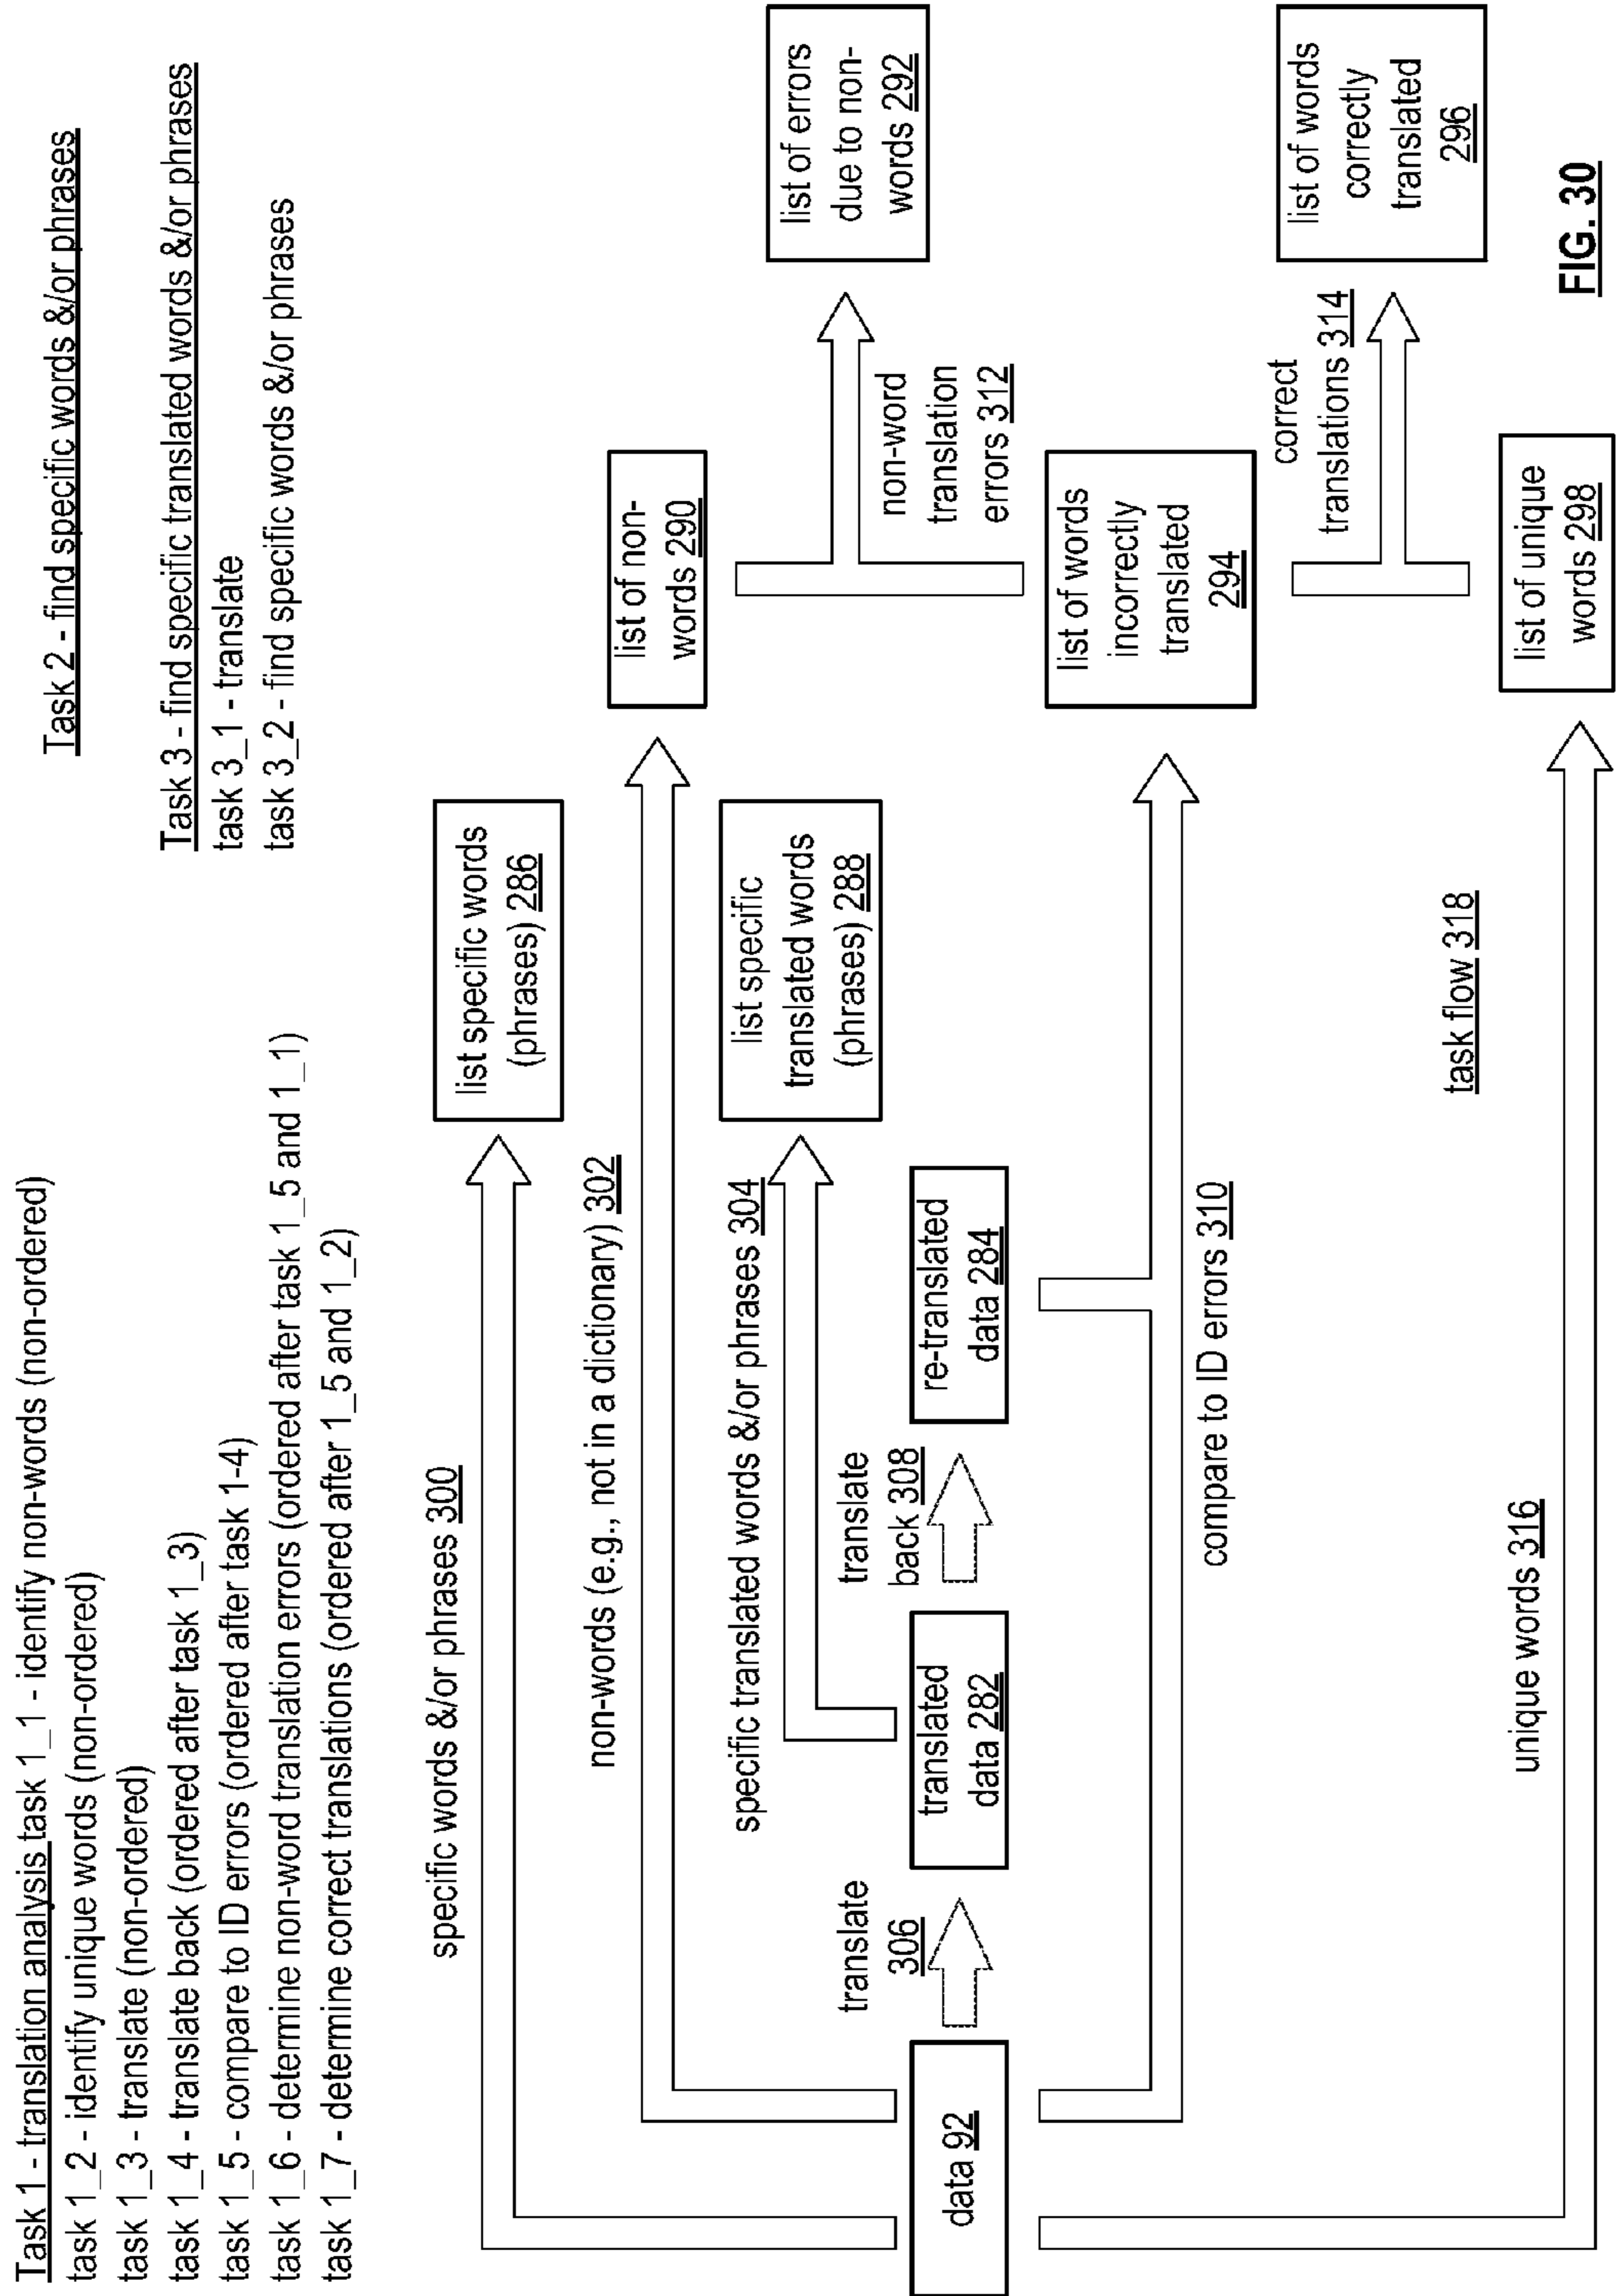 Task 1 - translation analysis task 1_1 - identify non-words (non-ordered)
task 1_2 - identify unique words (non-ordered)
task 1_3 - translate (non-ordered)
task 1_4 - translate back (ordered after task 1_3)
task 1_5 - compare to ID errors (ordered after task 1-4)
task 1_6 - determine non-word translation errors (ordered after task 1_5 and 1_1)
task 1_7 - determine correct translations (ordered after 1_5 and 1_2)
Task 2 - find specific words &/or phrases
Task 3 - find specific translated words &/or phrases
task 3_1 - translate
task 3_2 - find specific words &/or phrases
specific words &/or phrases 300
list specific words
(phrases) 286
non-words (e.g., not in a dictionary) 302
list of non-
words 290
specific translated words &/or phrases 304
list specific
translated words
(phrases) 288
data 92
translate
306
translated
data 282
translate
back 308
re-translated
data 284
compare to ID errors 310
list of words
incorrectly
translated
294
non-word
translation
errors 312
list of errors
due to non-
words 292
correct
translations 314
list of words
correctly
translated
296
unique words 316
list of unique
words 298
task flow 318
FIG. 30